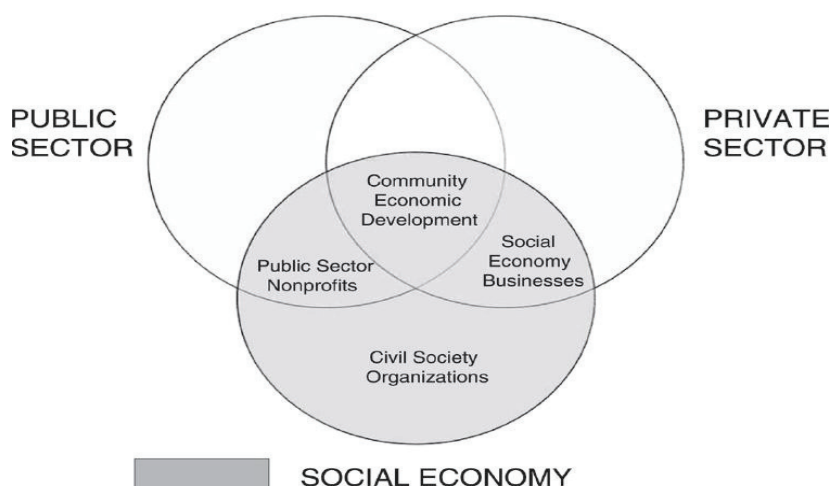 PUBLIC
SECTOR
PRIVATE
SECTOR
Community
Economic
Development
Social
Economy
Businesses
Public Sector
Nonprofits
Civil Society
Organizations
SOCIAL ECONOMY